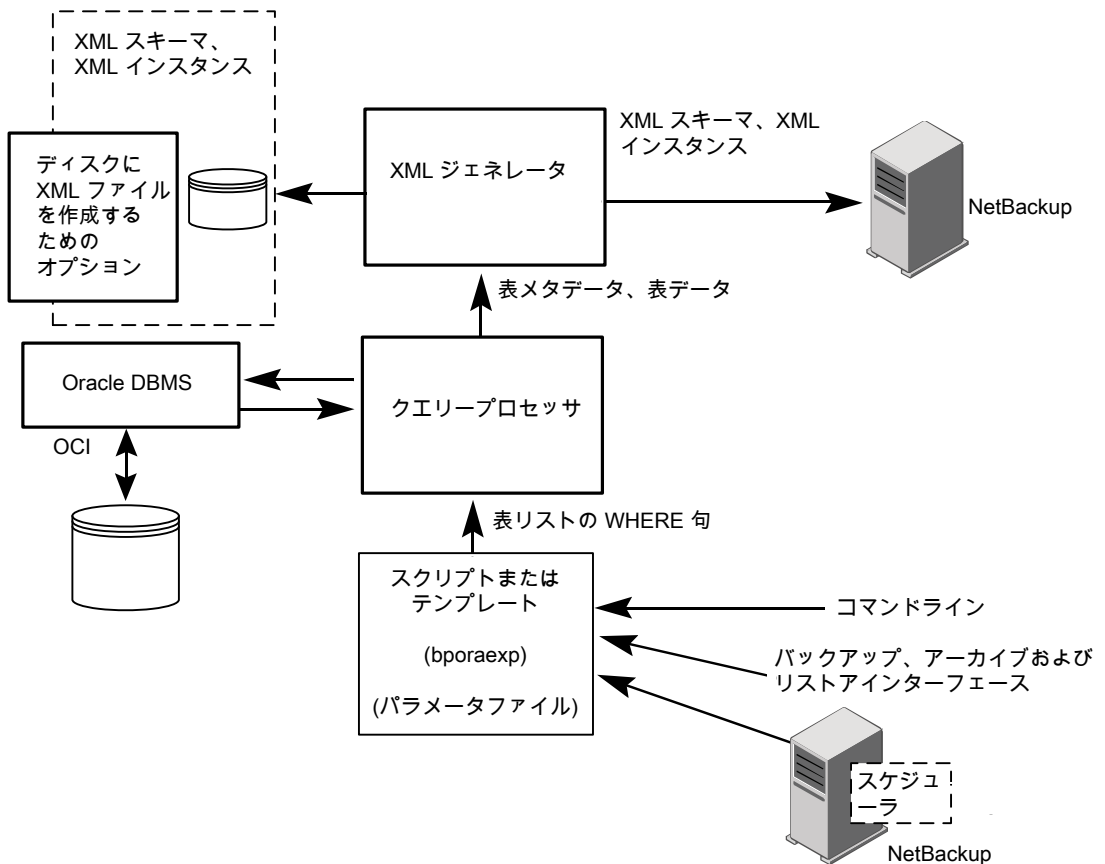 XML スキーマ、
XML インスタンス
ディスクに
XML ファイル
を作成する
ための
オプション
XML ジェネレータ
XML スキーマ、XML
インスタンス
NetBackup
表メタデータ、表データ
Oracle DBMS
クエリープロセッサ
OCI
表リストの WHERE 句
スクリプトまたは
テンプレート
(bporaexp)
(パラメータファイル)
コマンドライン
バックアップ、アーカイブおよび
リストアインターフェース
スケジュ
ーラ
NetBackup